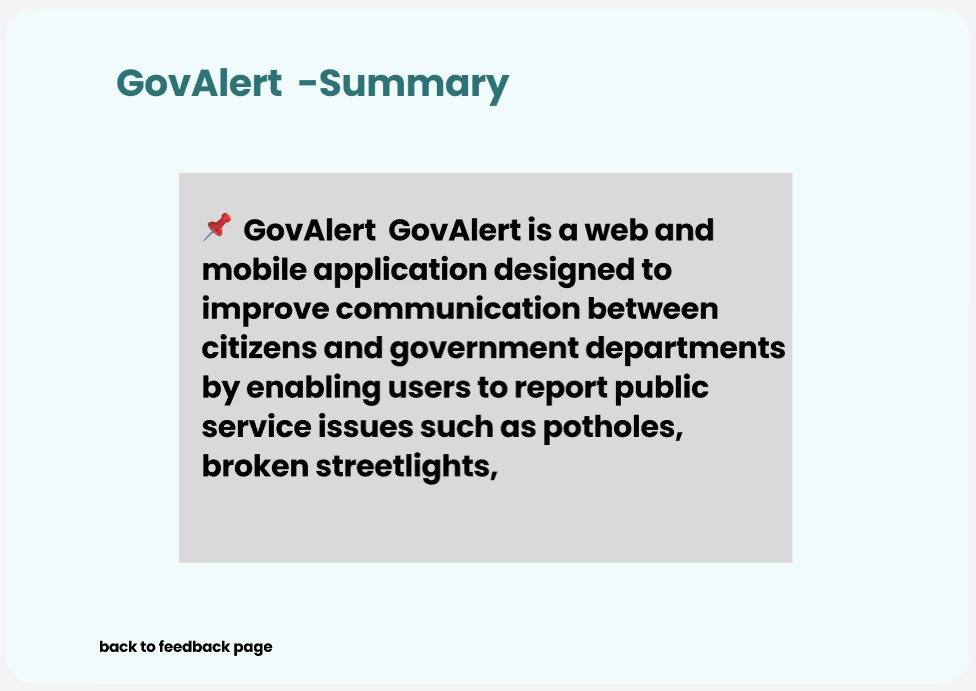 GovAlert -Summary
📌 GovAlert GovAlert is a web and
mobile application designed to
improve communication between
citizens and government departments
by enabling users to report public
service issues such as potholes,
broken streetlights,
back to feedback page